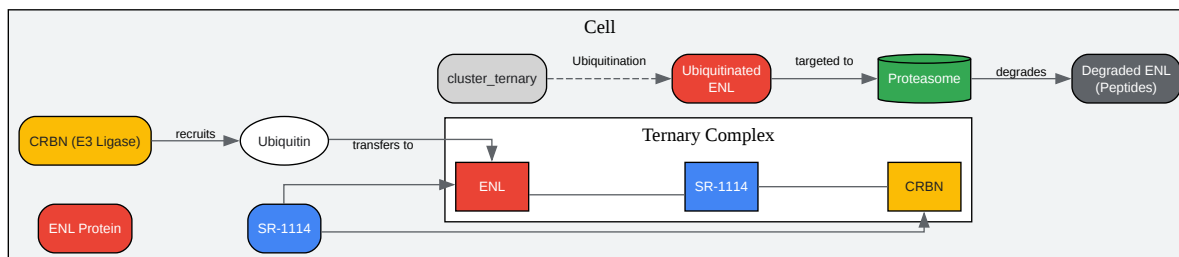 Cell
cluster_ternary
Ubiquitination
Ubiquitinated
ENL
targeted to
Proteasome
degrades
Degraded ENL
(Peptides)
CRBN (E3 Ligase)
recruits
Ubiquitin
transfers to
Ternary Complex
ENL
SR-1114
CRBN
ENL Protein
SR-1114